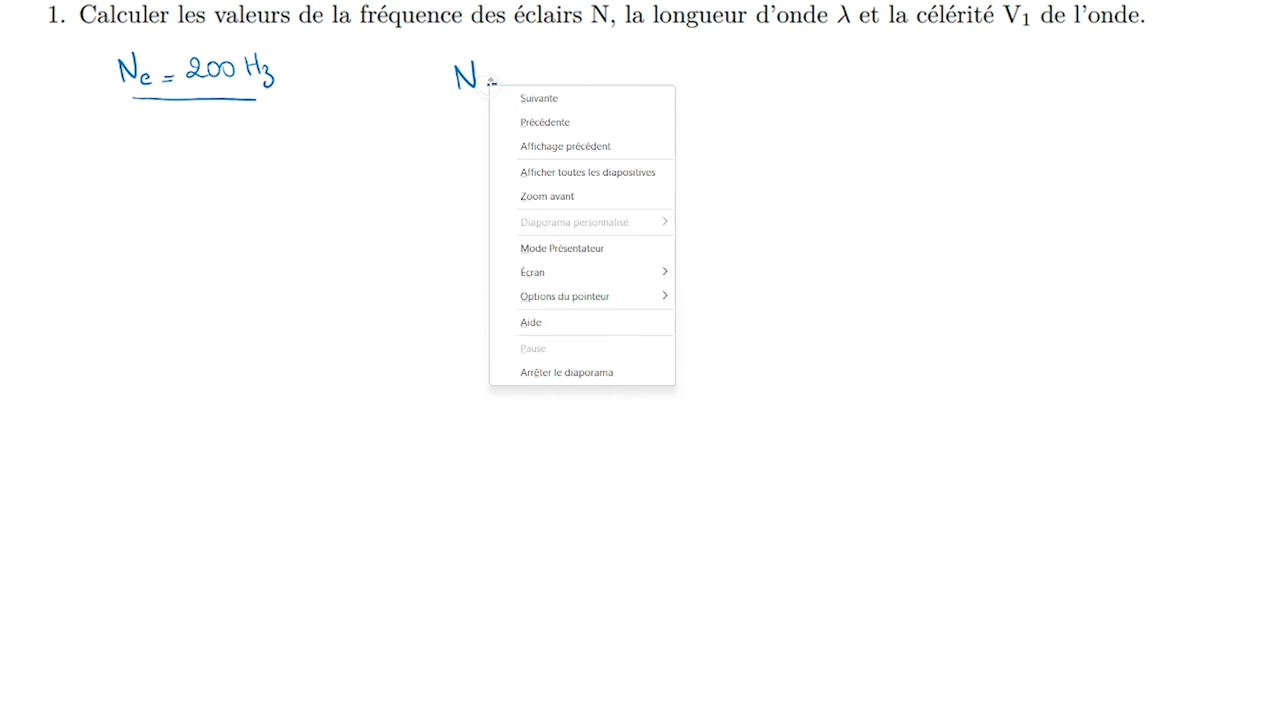 1. Calculer les valeurs de la fréquence des éclairs N, la longueur d'onde λ et la célérité V₁ de l'onde.
Ne = 200 Hz
N
Suivante
Précédente
Affichage précédent
Afficher toutes les diapositives
Zoom avant
Diaporama personnalisé
Mode Présentateur
Écran
Options du pointeur
Aide
Pause
Arrêter le diaporama